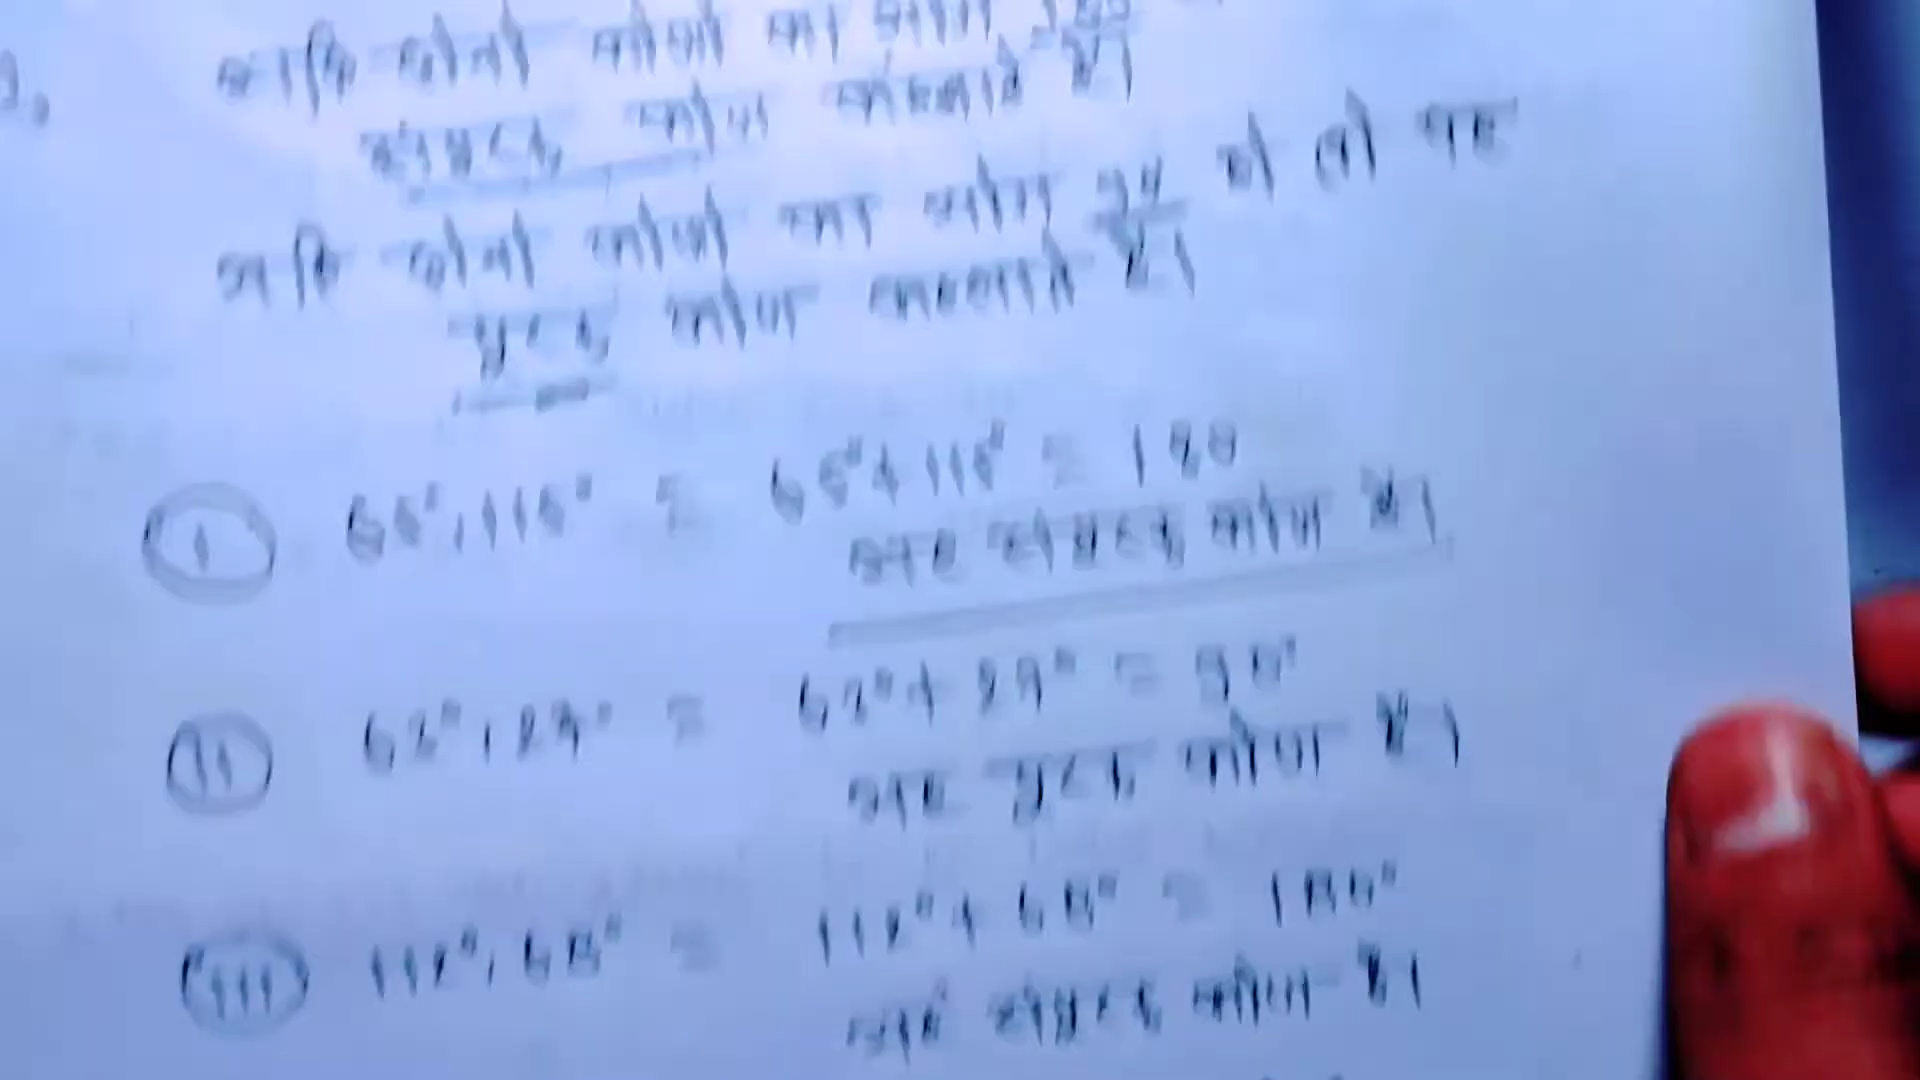 यदि दोनों कोणों का योग 180
संपूरक कोण कहलाते हैं।
यदि दोनों कोणों का योग 90 हो तो वह
पूरक कोण कहलाते हैं।
(i) 65°, 115° = 65° + 115° = 180
यह संपूरक कोण हैं।
(ii) 63°, 27° = 63° + 27° = 90°
यह पूरक कोण हैं।
(iii) 112°, 68° = 112° + 68° = 180°
यह संपूरक कोण हैं।